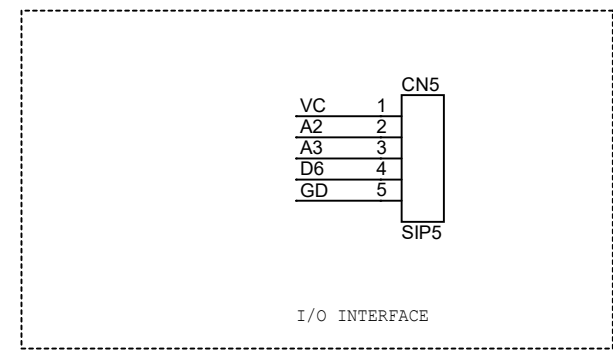 CN5
VC 1
A2 2
A3 3
D6 4
GD 5
SIP5
I/O INTERFACE